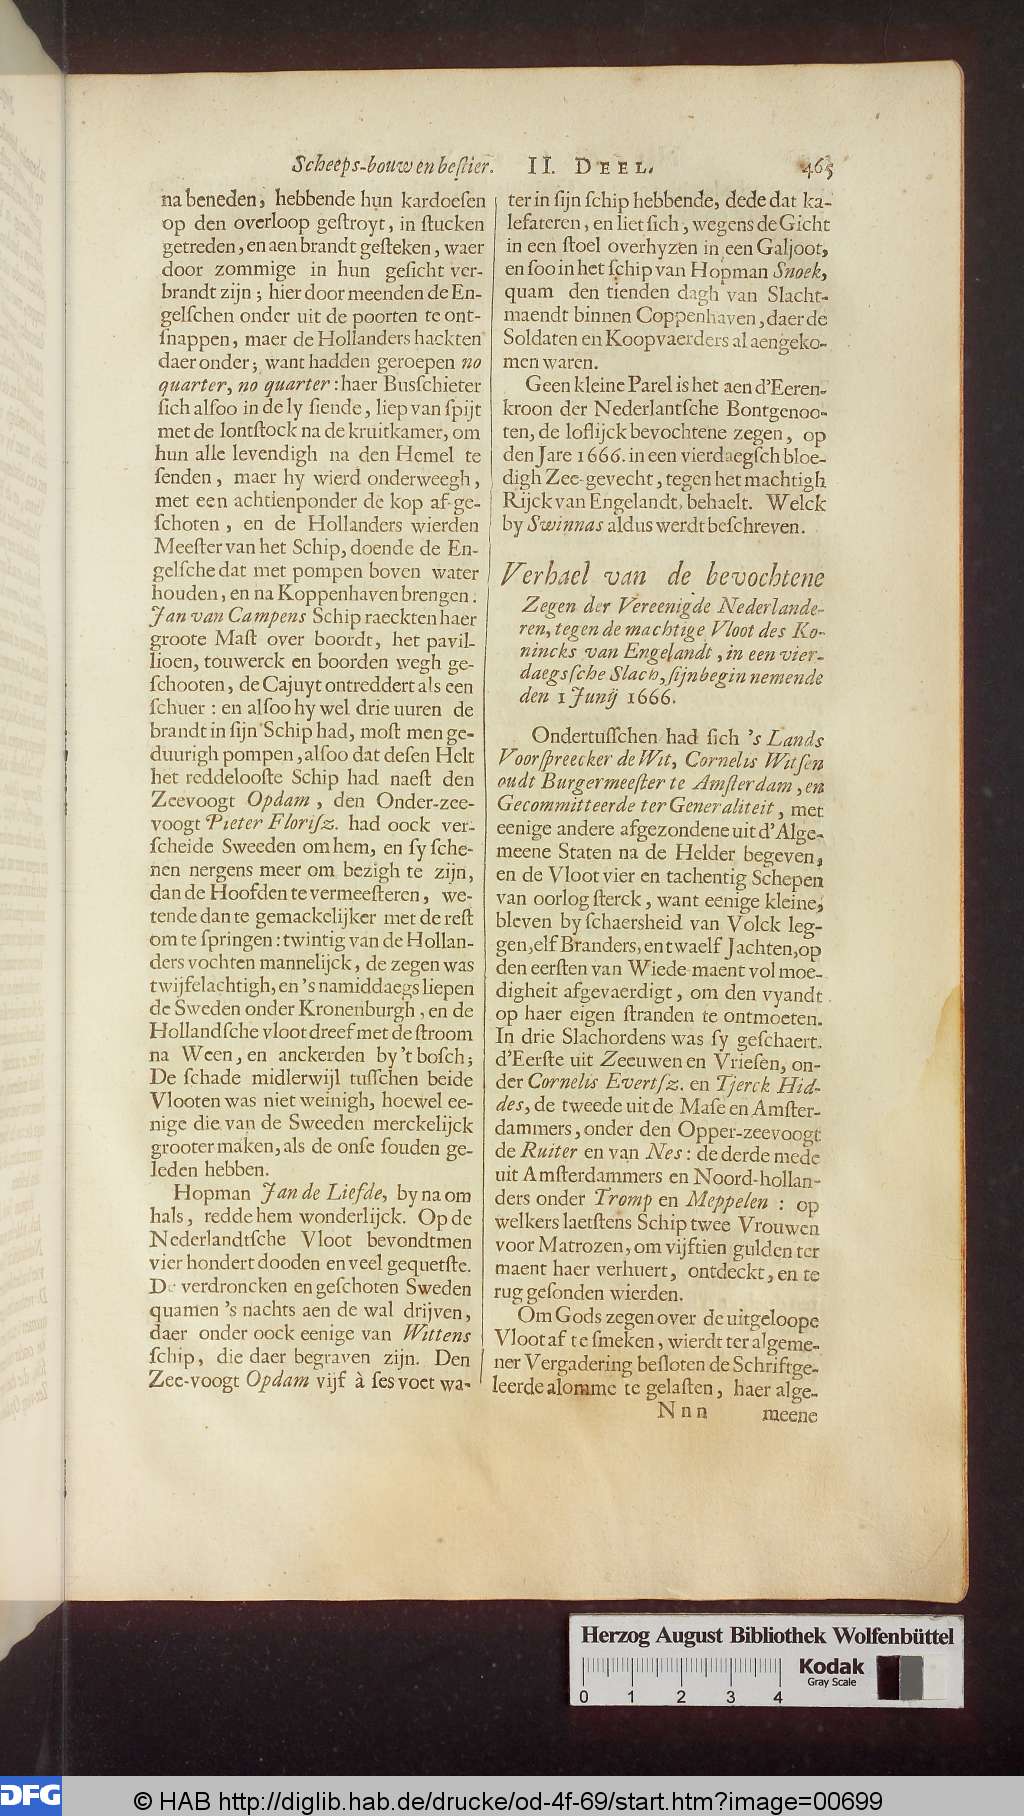 Scheeps-bouw en beſtier. II. DEEL. 465
na beneden, hebbende hun kardoeſen
op den overloop geſtroyt, in ſtucken
getreden, en aen brandt geſteken, waer
door zommige in hun geſicht ver-
brandt zijn; hier door meenden de En-
gelſchen onder uit de poorten te ont-
ſnappen, maer de Hollanders hackten
daer onder; want hadden geroepen no
quarter, no quarter: haer Busſchieter
ſich alſoo in de ly ſiende, liep van ſpijt
met de lontſtock na de kruitkamer, om
hun alle levendigh na den Hemel te
ſenden, maer hy wierd onderweegh,
met een achtienponder de kop af-ge-
ſchoten, en de Hollanders wierden
Meeſter van het Schip, doende de En-
gelſche dat met pompen boven water
houden, en na Koppenhaven brengen.
Jan van Campens Schip raeckten haer
groote Maſt over boordt, het pavil-
lioen, touwerck en boorden wegh ge-
ſchooten, de Cajuyt ontreddert als een
ſchuer: en alſoo hy wel drie uuren de
brandt in ſijn Schip had, moſt men ge-
duurigh pompen, alſoo dat deſen Helt
het reddelooſte Schip had naeſt den
Zeevoogt Opdam, den Onder-zee-
voogt Pieter Floriſz. had oock ver-
ſcheide Sweeden om hem, en ſy ſche-
nen nergens meer om bezigh te zijn,
dan de Hoofden te vermeeſteren, we-
tende dan te gemackelijker met de reſt
om te ſpringen: twintig van de Hollan-
ders vochten mannelijck, de zegen was
twijfelachtigh, en 's namiddaegs liepen
de Sweden onder Kronenburgh, en de
Hollandſche vloot dreef met de ſtroom
na Ween, en anckerden by 't boſch;
De ſchade midlerwijl tuſſchen beide
Vlooten was niet weinigh, hoewel ee-
nige die van de Sweeden merckelijck
grooter maken, als de onſe ſouden ge-
leden hebben.
Hopman Jan de Liefde, by na om
hals, redde hem wonderlijck. Op de
Nederlandtſche Vloot bevondtmen
vier hondert dooden en veel gequetſte.
De verdroncken en geſchoten Sweden
quamen 's nachts aen de wal drijven,
daer onder oock eenige van Wittens
ſchip, die daer begraven zijn. Den
Zee-voogt Opdam vijf à ſes voet wa-
ter in ſijn ſchip hebbende, dede dat ka-
lefateren, en liet ſich, wegens de Gicht
in een ſtoel overhyzen in een Galjoot,
en ſoo in het ſchip van Hopman Snoek,
quam den tienden dagh van Slacht-
maendt binnen Coppenhaven, daer de
Soldaten en Koopvaerders al aengeko-
men waren.
Geen kleine Parel is het aen d'Eeren-
kroon der Nederlantſche Bontgenoo-
ten, de loflijck bevochtene zegen, op
den Jare 1666. in een vierdaegſch bloe-
digh Zee-gevecht, tegen het machtigh
Rijck van Engelandt, behaelt. Welck
by Swinnas aldus werdt beſchreven.
Verhael van de bevochtene
Zegen der Vereenigde Nederlande-
ren, tegen de machtige Vloot des Ko-
nincks van Engelandt, in een vier-
daegsſche Slach, ſijn begin nemende
den 1 Junij 1666.
Ondertuſſchen had ſich 's Lands
Voorſpreecker de Wit, Cornelis Witſen
oudt Burgermeeſter te Amſterdam, en
Gecommitteerde ter Generaliteit, met
eenige andere afgezondene uit d'Alge-
meene Staten na de Helder begeven,
en de Vloot vier en tachentig Schepen
van oorlog ſterck, want eenige kleine,
bleven by ſchaersheid van Volck leg-
gen, elf Branders, en twaelf Jachten, op
den eerſten van Wiede-maent vol moe-
digheit afgevaerdigt, om den vyandt
op haer eigen ſtranden te ontmoeten.
In drie Slachordens was ſy geſchaert.
d'Eerſte uit Zeeuwen en Vrieſen, on-
der Cornelis Evertſz. en Tjerck Hid-
des, de tweede uit de Maſe en Amſter-
dammers, onder den Opper-zeevoogt
de Ruiter en van Nes: de derde mede
uit Amſterdammers en Noord-hollan-
ders onder Tromp en Meppelen: op
welkers laetſtens Schip twee Vrouwen
voor Matrozen, om vijftien gulden ter
maent haer verhuert, ontdeckt, en te
rug geſonden wierden.
Om Gods zegen over de uitgeloope
Vloot af te ſmeken, wierdt ter algeme-
ner Vergadering beſloten de Schriftge-
leerde alomme te gelaſten, haer alge-
Nnn meene
Herzog August Bibliothek Wolfenbüttel
Kodak
Gray Scale
0 1 2 3 4
DFG © HAB http://diglib.hab.de/drucke/od-4f-69/start.htm?image=00699